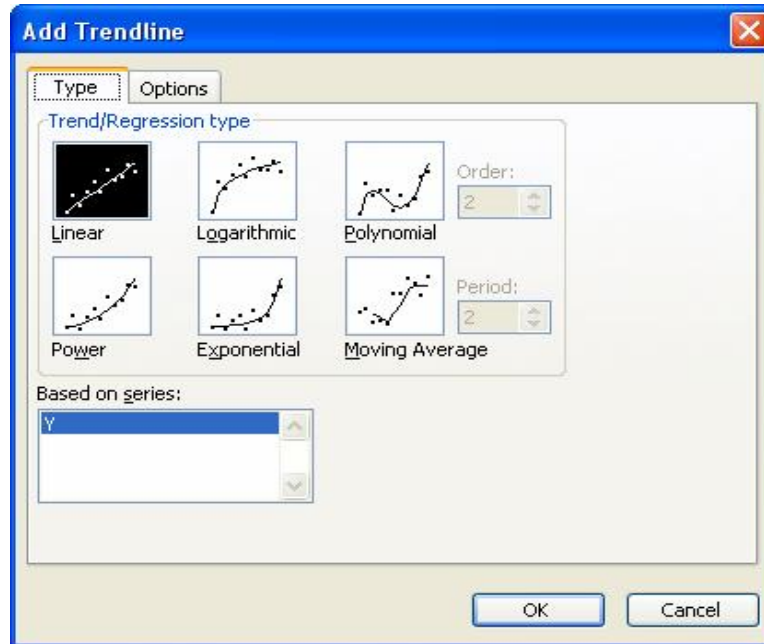 Add Trendline
Type Options
Trend/Regression type
Linear Logarithmic Polynomial
Order:
2
Power Exponential Moving Average
Period:
2
Based on series:
Y
OK Cancel